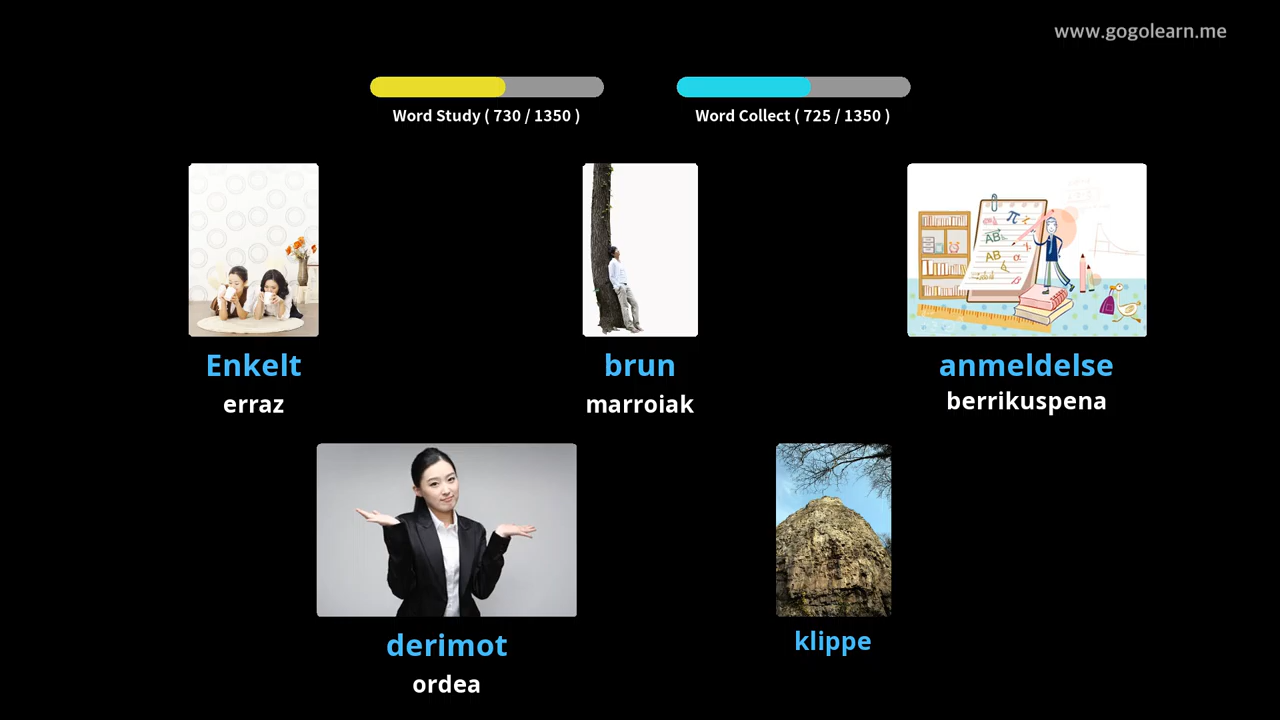 www.gogolearn.me
Word Study ( 730 / 1350 )
Word Collect ( 725 / 1350 )
Enkelt
erraz
brun
marroiak
anmeldelse
berrikuspena
derimot
ordea
klippe